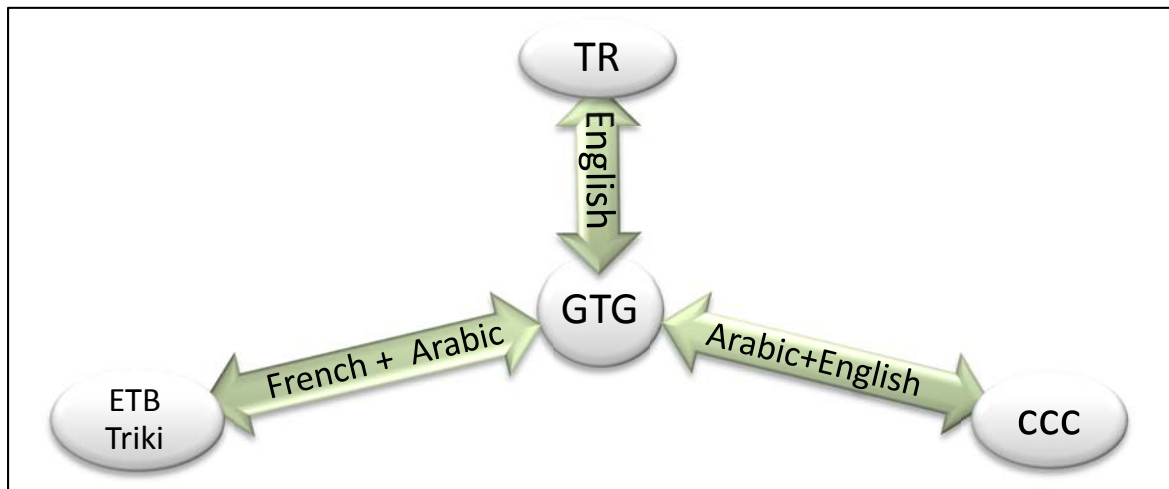 TR
English
GTG
French + Arabic
Arabic+English
ETB
Triki
CCC